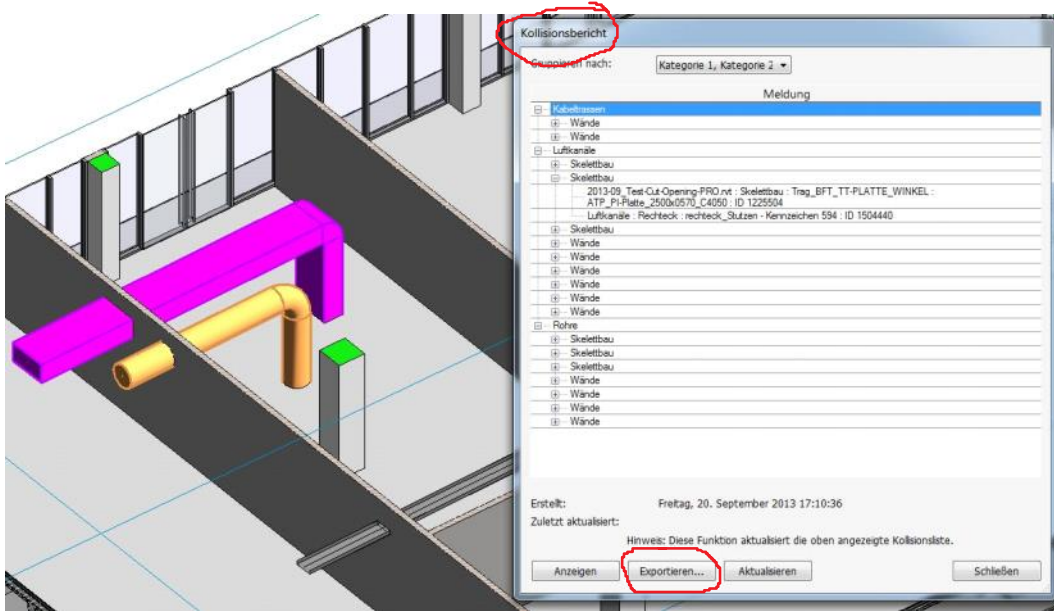 Kollisionsbericht
Gruppieren nach:
Kategorie 1, Kategorie 2
Meldung
Kabeltrassen
Wände
Wände
Luftkanäle
Skelettbau
Skelettbau
2013-09_Test-Cut-Opening-PRO.rvt : Skelettbau : Trag_BFT_TT-PLATTE_WINKEL :
ATP_PI-Platte_2500x0570_C4050 : ID 1225504
Luftkanäle : Rechteck : rechteck_Stutzen - Kennzeichen 594 : ID 1504440
Skelettbau
Wände
Wände
Wände
Wände
Wände
Wände
Rohre
Skelettbau
Skelettbau
Skelettbau
Wände
Wände
Wände
Wände
Erstellt:
Freitag, 20. September 2013 17:10:36
Zuletzt aktualisiert:
Hinweis: Diese Funktion aktualisiert die oben angezeigte Kollisionsliste.
Anzeigen
Exportieren...
Aktualisieren
Schließen